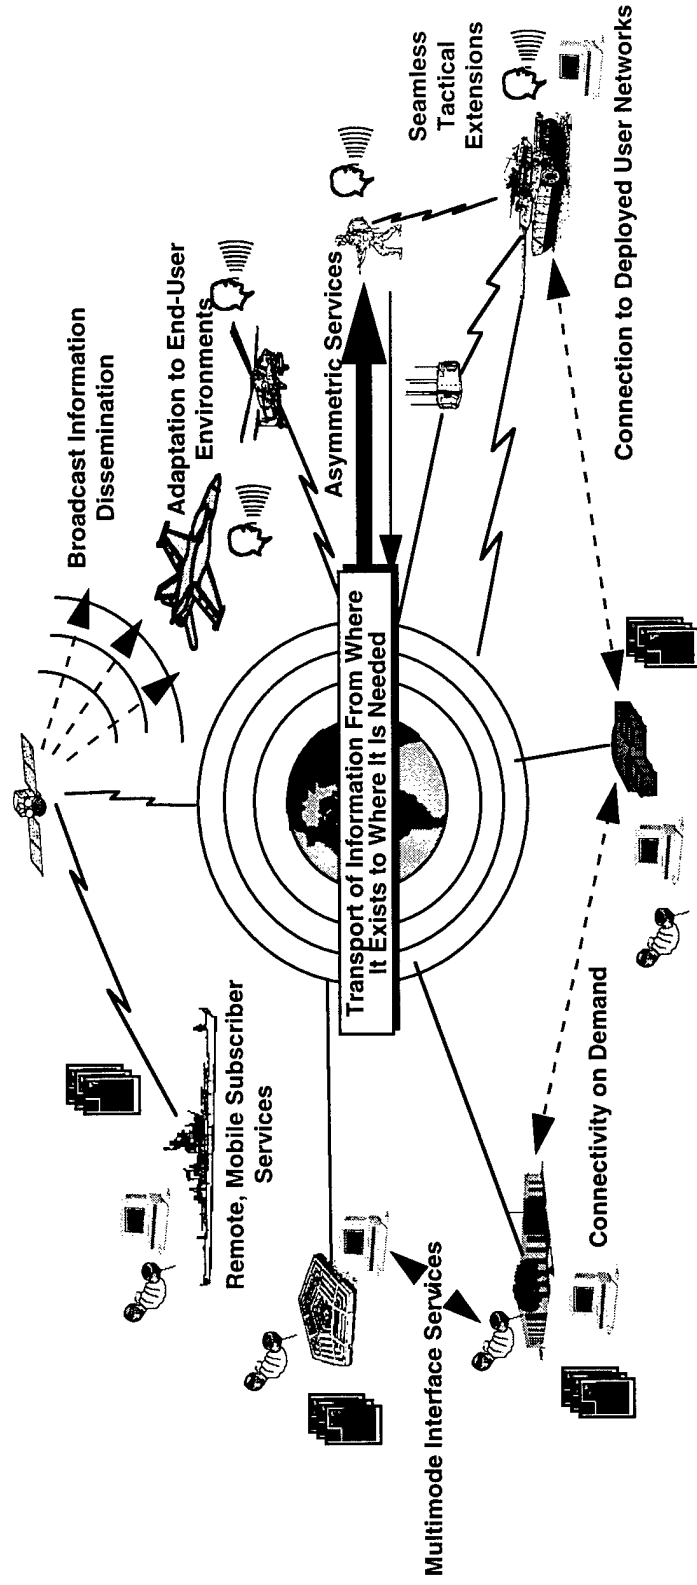 Broadcast Information
Dissemination
Adaptation to End-User
Environments
Seamless
Tactical
Extensions
Asymmetric Services
Remote, Mobile Subscriber
Services
Transport of Information From Where
It Exists to Where It Is Needed
Multimode Interface Services
Connectivity on Demand
Connection to Deployed User Networks